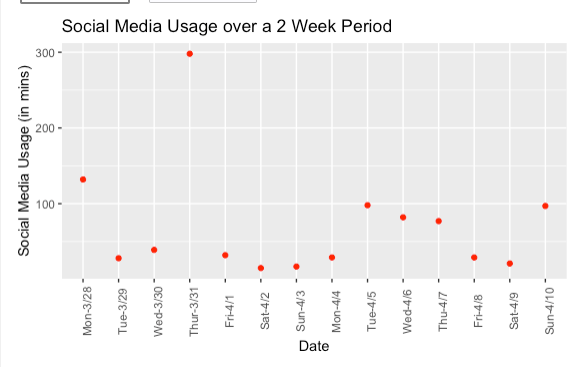 Social Media Usage over a 2 Week Period
Social Media Usage (in mins)
300
200
100
Mon-3/28
Tue-3/29
Wed-3/30
Thur-3/31
Fri-4/1
Sat-4/2
Sun-4/3
Mon-4/4
Tue-4/5
Wed-4/6
Thu-4/7
Fri-4/8
Sat-4/9
Sun-4/10
Date